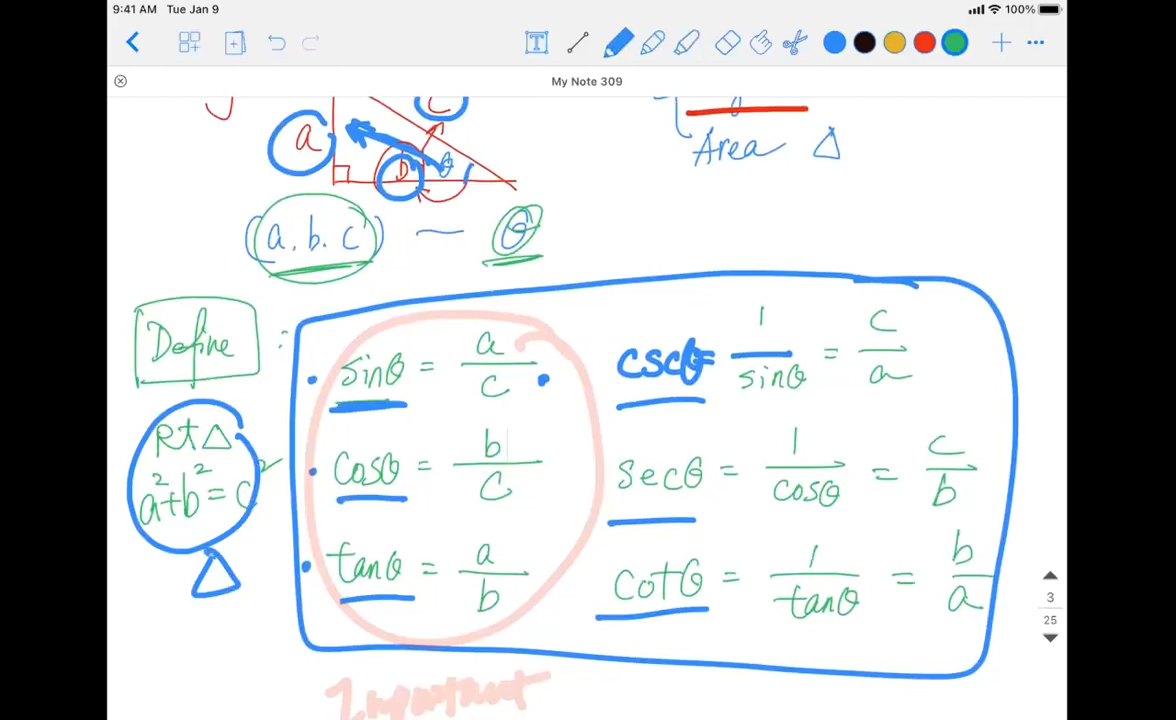 9:41 AM Tue Jan 9
100%
T
My Note 309
a
C
b
θ
Area Δ
(a, b, c) ~ θ
Define :
sinθ = a/c
cscθ = 1/sinθ = c/a
Rt Δ
a² + b² = c²
Δ
cosθ = b/c
secθ = 1/cosθ = c/b
tanθ = a/b
cotθ = 1/tanθ = b/a
3
25
Important